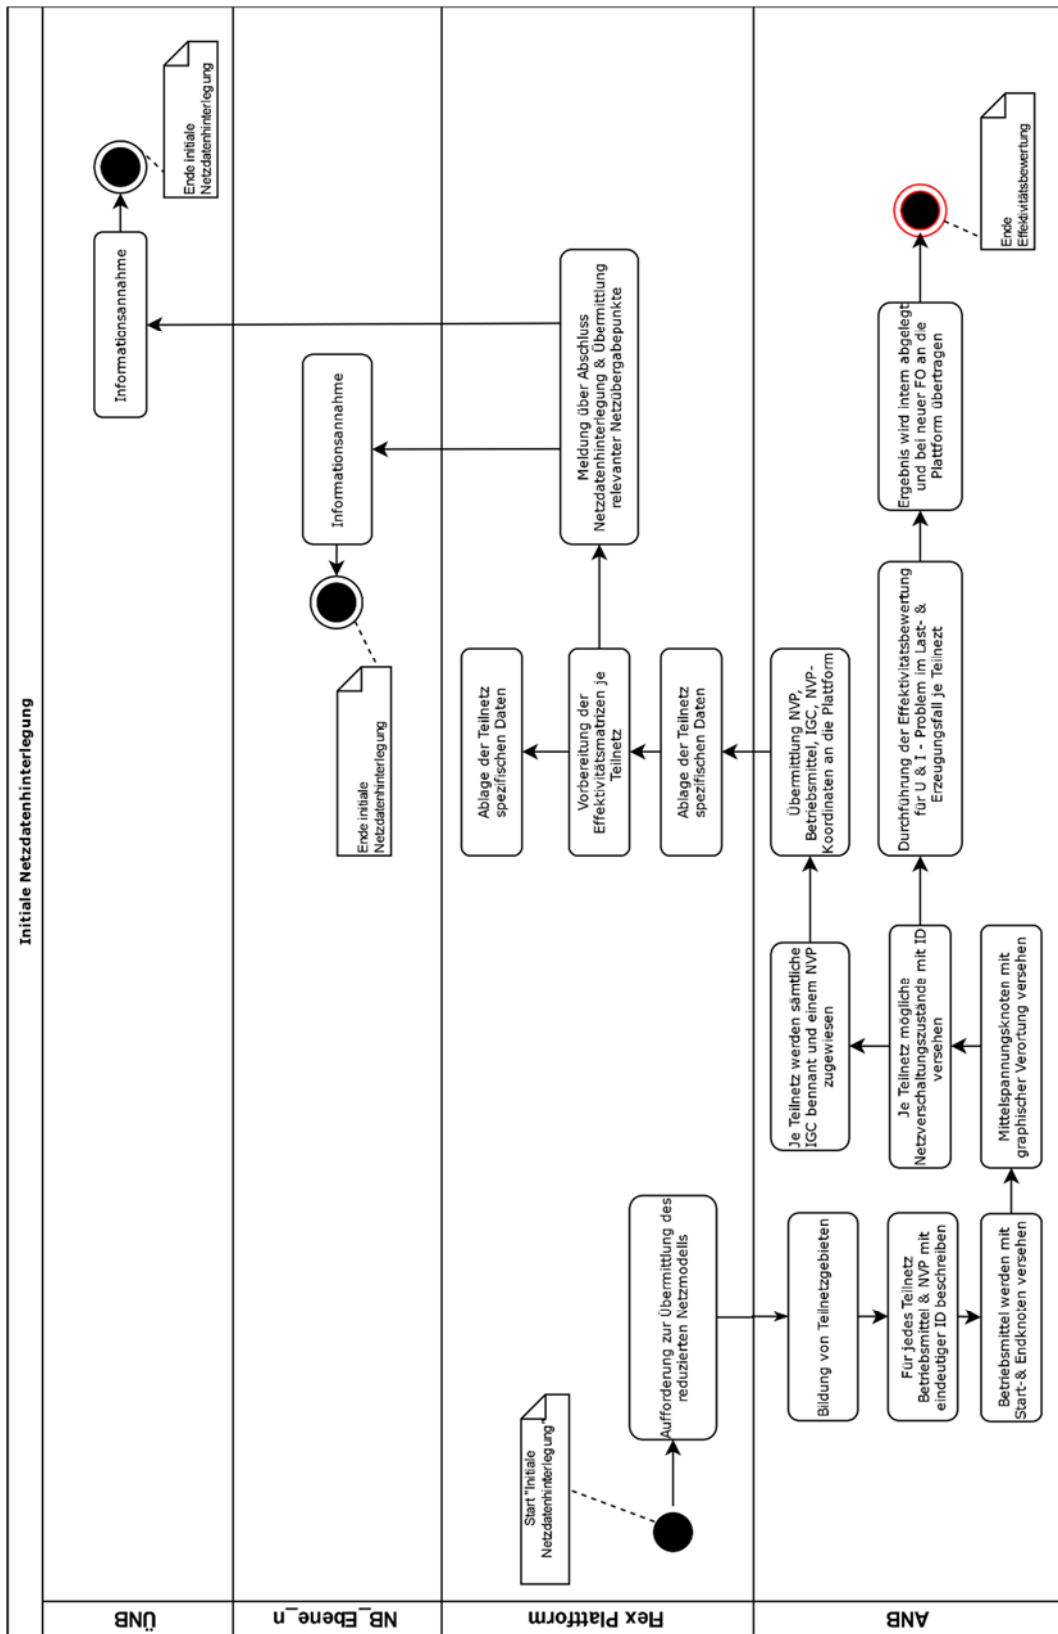 Initiale Netzdatenhinterlegung
ÜNB
Informationsannahme
Ende initiale
Netzdatenhinterlegung
NB_Ebene_n
Ende initiale
Netzdatenhinterlegung
Informationsannahme
Flex Plattform
Start "Initiale
Netzdatenhinterlegung"
Aufforderung zur Übermittlung des
reduzierten Netzmodells
Ablage der Teilnetz
spezifischen Daten
Vorbereitung der
Effektivitätsmatrizen je
Teilnetz
Ablage der Teilnetz
spezifischen Daten
Meldung über Abschluss
Netzdatenhinterlegung & Übermittlung
relevanter Netzübergabepunkte
ANB
Bildung von Teilnetzgebieten
Für jedes Teilnetz
Betriebsmittel & NVP mit
eindeutiger ID beschreiben
Betriebsmittel werden mit
Start-& Endknoten versehen
Mittelspannungsknoten mit
graphischer Verortung versehen
Je Teilnetz mögliche
Netzverschaltungszustände mit ID
versehen
Je Teilnetz werden sämtliche
IGC bennant und einem NVP
zugewiesen
Übermittlung NVP,
Betriebsmittel, IGC, NVP-
Koordinaten an die Plattform
Durchführung der Effektivitätsbewertung
für U & I - Problem im Last- &
Erzeugungsfall je Teilnezt
Ergebnis wird intern abgelegt
und bei neuer FO an die
Plattform übertragen
Ende
Effektivitätsbewertung